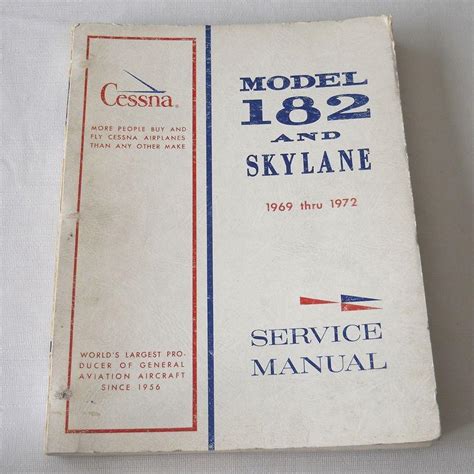 Cessna®
MORE PEOPLE BUY AND
FLY CESSNA AIRPLANES
THAN ANY OTHER MAKE
WORLD'S LARGEST PRO-
DUCER OF GENERAL
AVIATION AIRCRAFT
SINCE 1956
MODEL
182
AND
SKYLANE
1969 thru 1972
SERVICE
MANUAL